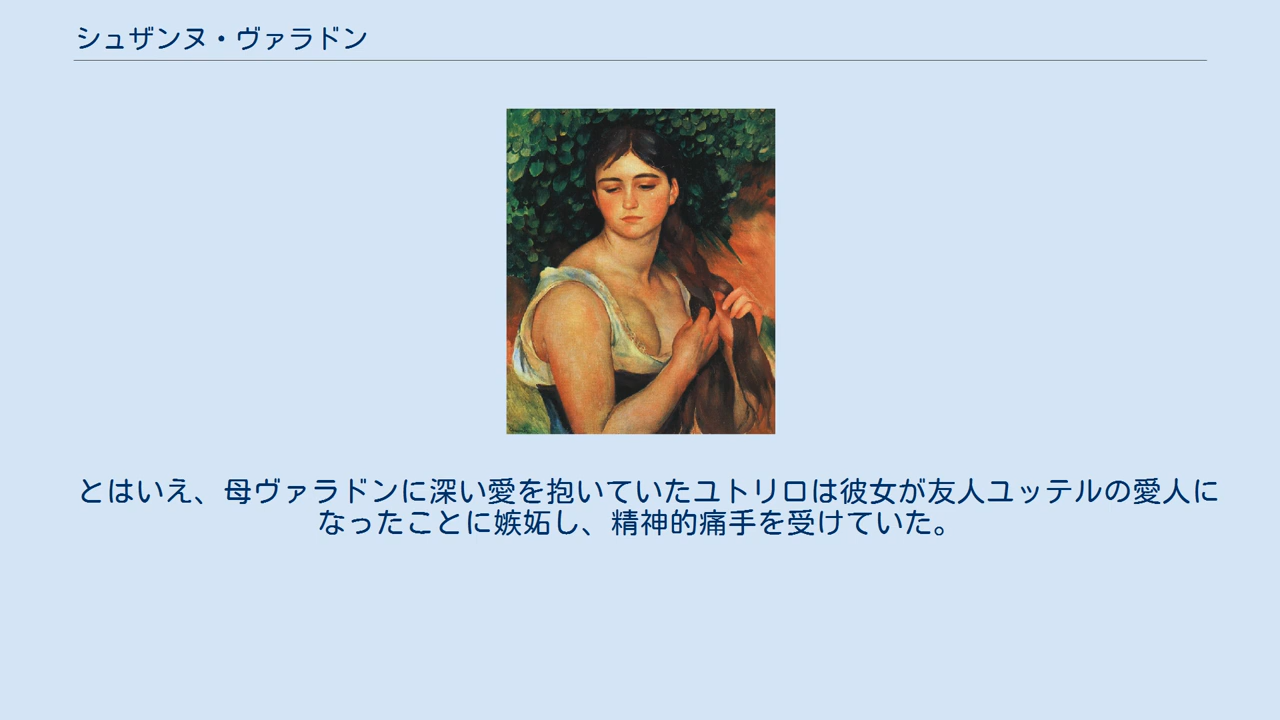 シュザンヌ・ヴァラドン
とはいえ、母ヴァラドンに深い愛を抱いていたユトリロは彼女が友人ユッテルの愛人に
なったことに嫉妬し、精神的痛手を受けていた。